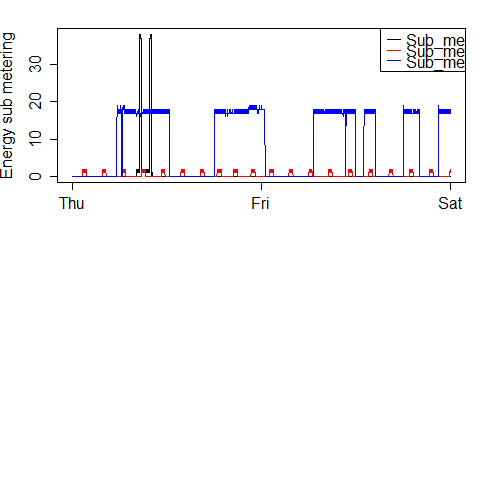 Energy sub metering
30
20
10
0
Sub_me
Sub_me
Sub_me
Thu Fri Sat